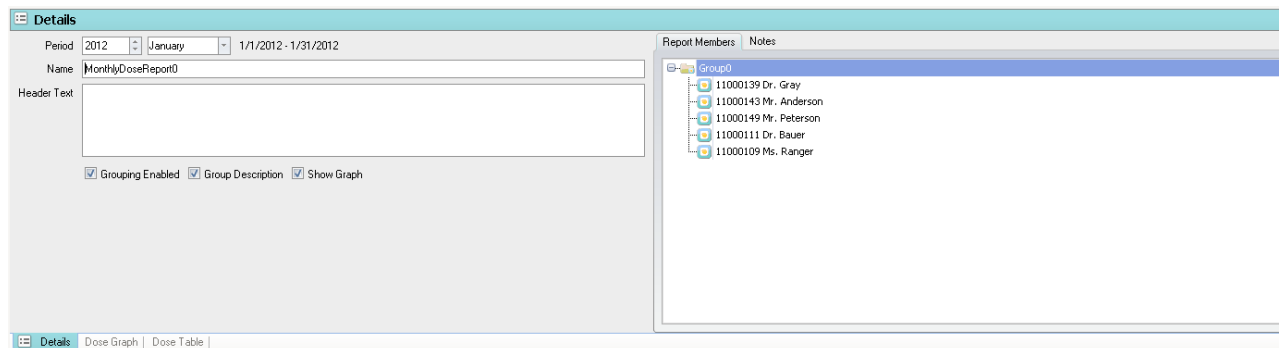 Details
Period 2012 January 1/1/2012 - 1/31/2012
Name MonthlyDoseReport0
Header Text
Grouping Enabled Group Description Show Graph
Report Members Notes
Group0
11000139 Dr. Gray
11000143 Mr. Anderson
11000149 Mr. Peterson
11000111 Dr. Bauer
11000109 Ms. Ranger
Details Dose Graph Dose Table